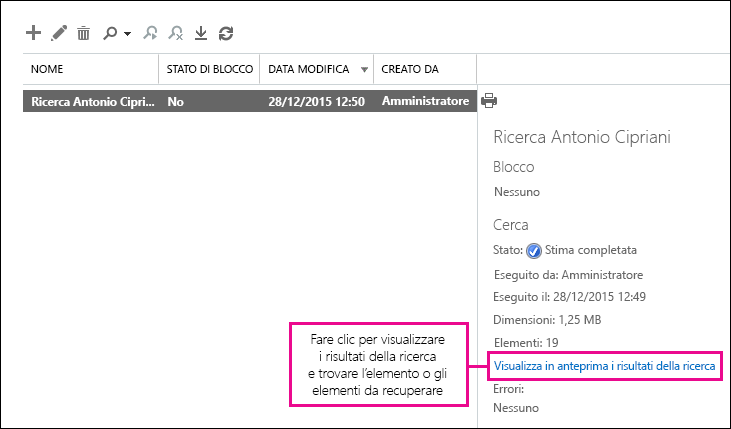 NOME STATO DI BLOCCO DATA MODIFICA CREATO DA
Ricerca Antonio Cipri... No 28/12/2015 12:50 Amministratore
Ricerca Antonio Cipriani
Blocco
Nessuno
Cerca
Stato: Stima completata
Eseguito da: Amministratore
Eseguito il: 28/12/2015 12:49
Dimensioni: 1,25 MB
Elementi: 19
Visualizza in anteprima i risultati della ricerca
Errori:
Nessuno
Fare clic per visualizzare
i risultati della ricerca
e trovare l'elemento o gli
elementi da recuperare